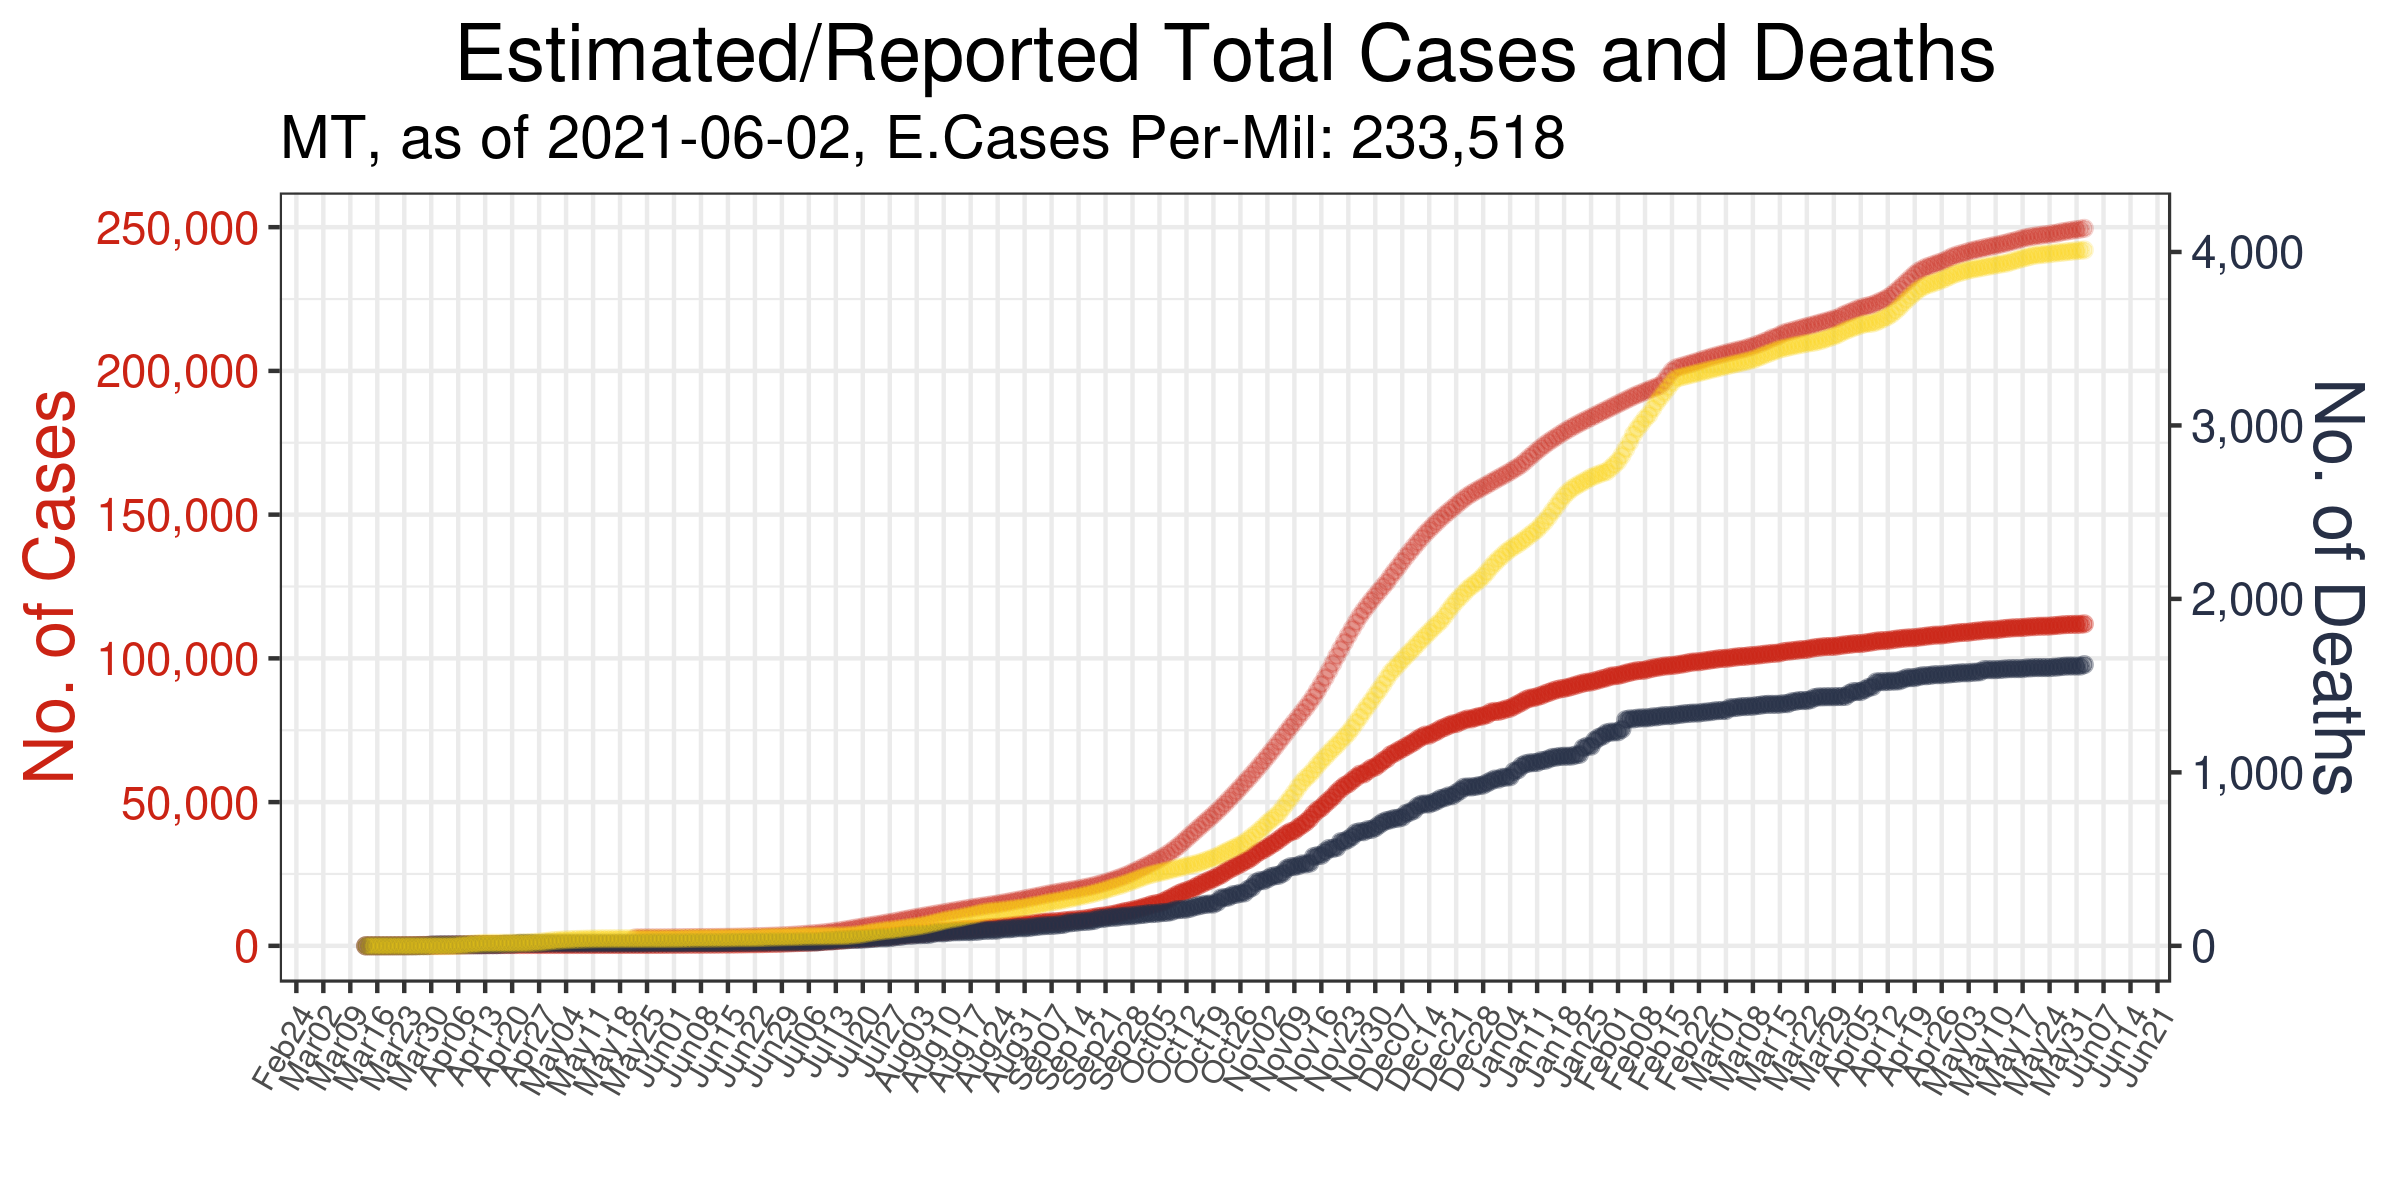 Estimated/Reported Total Cases and Deaths
MT, as of 2021-06-02, E.Cases Per-Mil: 233,518
No. of Cases
250,000
200,000
150,000
100,000
50,000
0
4,000
3,000
2,000
1,000
0
No. of Deaths
Feb24
Mar02
Mar09
Mar16
Mar23
Mar30
Apr06
Apr13
Apr20
Apr27
May04
May11
May18
May25
Jun01
Jun08
Jun15
Jun22
Jun29
Jul06
Jul13
Jul20
Jul27
Aug03
Aug10
Aug17
Aug24
Aug31
Sep07
Sep14
Sep21
Sep28
Oct05
Oct12
Oct19
Oct26
Nov02
Nov09
Nov16
Nov23
Nov30
Dec07
Dec14
Dec21
Dec28
Jan04
Jan11
Jan18
Jan25
Feb01
Feb08
Feb15
Feb22
Mar01
Mar08
Mar15
Mar22
Mar29
Apr05
Apr12
Apr19
Apr26
May03
May10
May17
May24
May31
Jun07
Jun14
Jun21